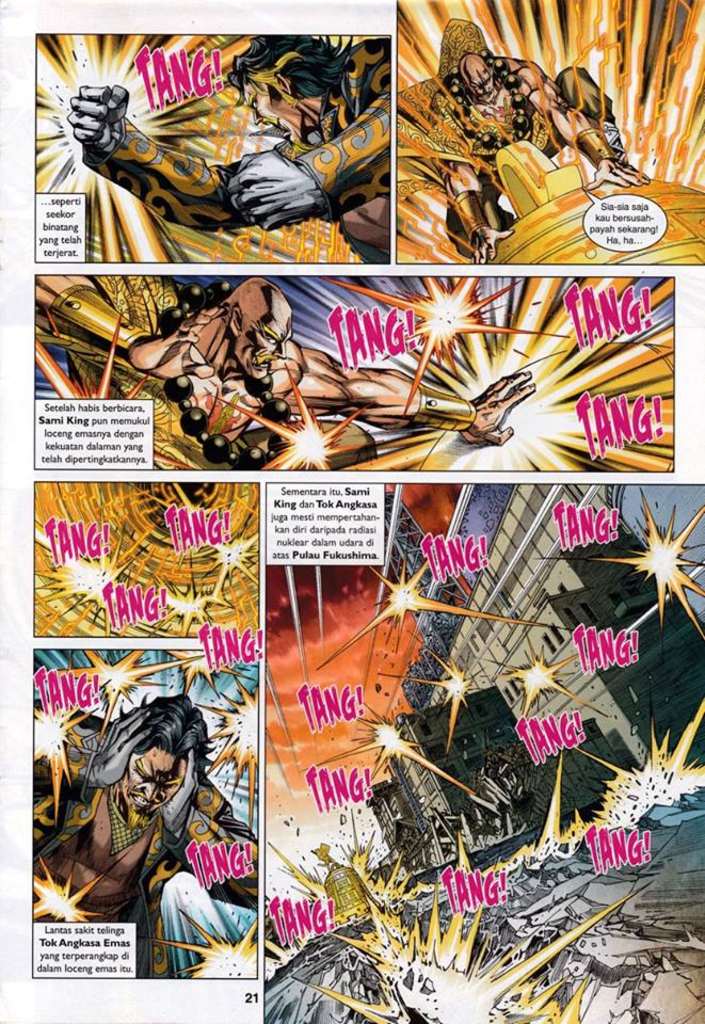 TANG!
...seperti
seekor
binatang
yang telah
terjerat.
Sia-sia saja
kau bersusah-
payah sekarang!
Ha, ha...
TANG!
TANG!
TANG!
Setelah habis berbicara,
Sami King pun memukul
loceng emasnya dengan
kekuatan dalaman yang
telah dipertingkatkannya.
TANG!
TANG!
TANG!
TANG!
TANG!
TANG!
Lantas sakit telinga
Tok Angkasa Emas
yang terperangkap di
dalam loceng emas itu.
Sementara itu, Sami
King dan Tok Angkasa
juga mesti mempertahan-
kan diri daripada radiasi
nuklear dalam udara di
atas Pulau Fukushima.
TANG!
TANG!
TANG!
TANG!
TANG!
TANG!
TANG!
TANG!
TANG!
21